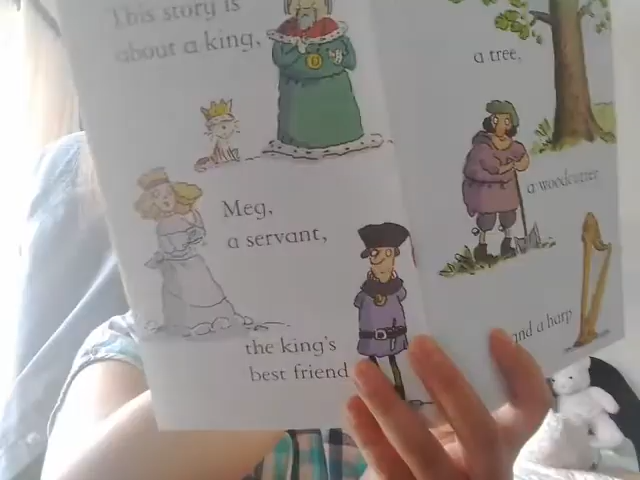 This story is
about a king,
Meg,
a servant,
the king's
best friend
a tree,
a woodcutter
and a harp